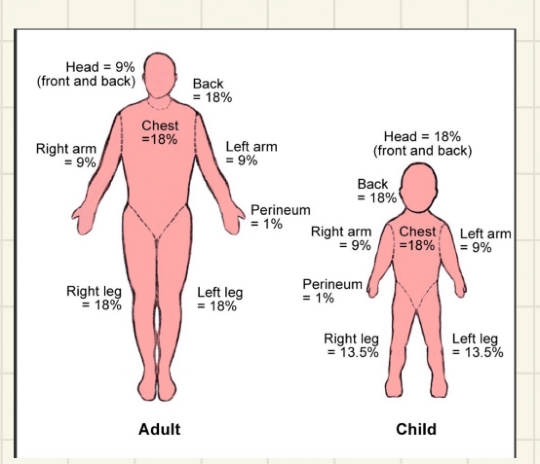 Head = 9%
(front and back)
Back
= 18%
Chest
=18%
Right arm
= 9%
Left arm
= 9%
Perineum
= 1%
Right leg
= 18%
Left leg
= 18%
Adult
Head = 18%
(front and back)
Back
= 18%
Right arm
= 9%
Chest
=18%
Left arm
= 9%
Perineum
= 1%
Right leg
= 13.5%
Left leg
= 13.5%
Child